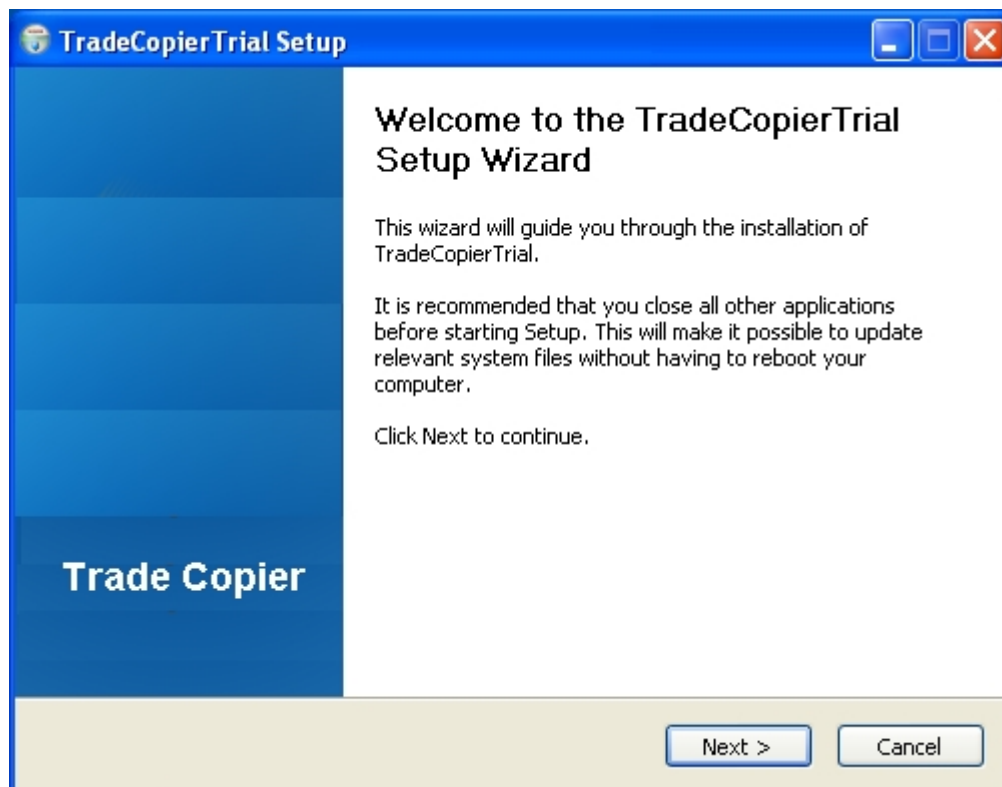 TradeCopierTrial Setup
Welcome to the TradeCopierTrial
Setup Wizard
This wizard will guide you through the installation of
TradeCopierTrial.
It is recommended that you close all other applications
before starting Setup. This will make it possible to update
relevant system files without having to reboot your
computer.
Click Next to continue.
Trade Copier
Next >
Cancel